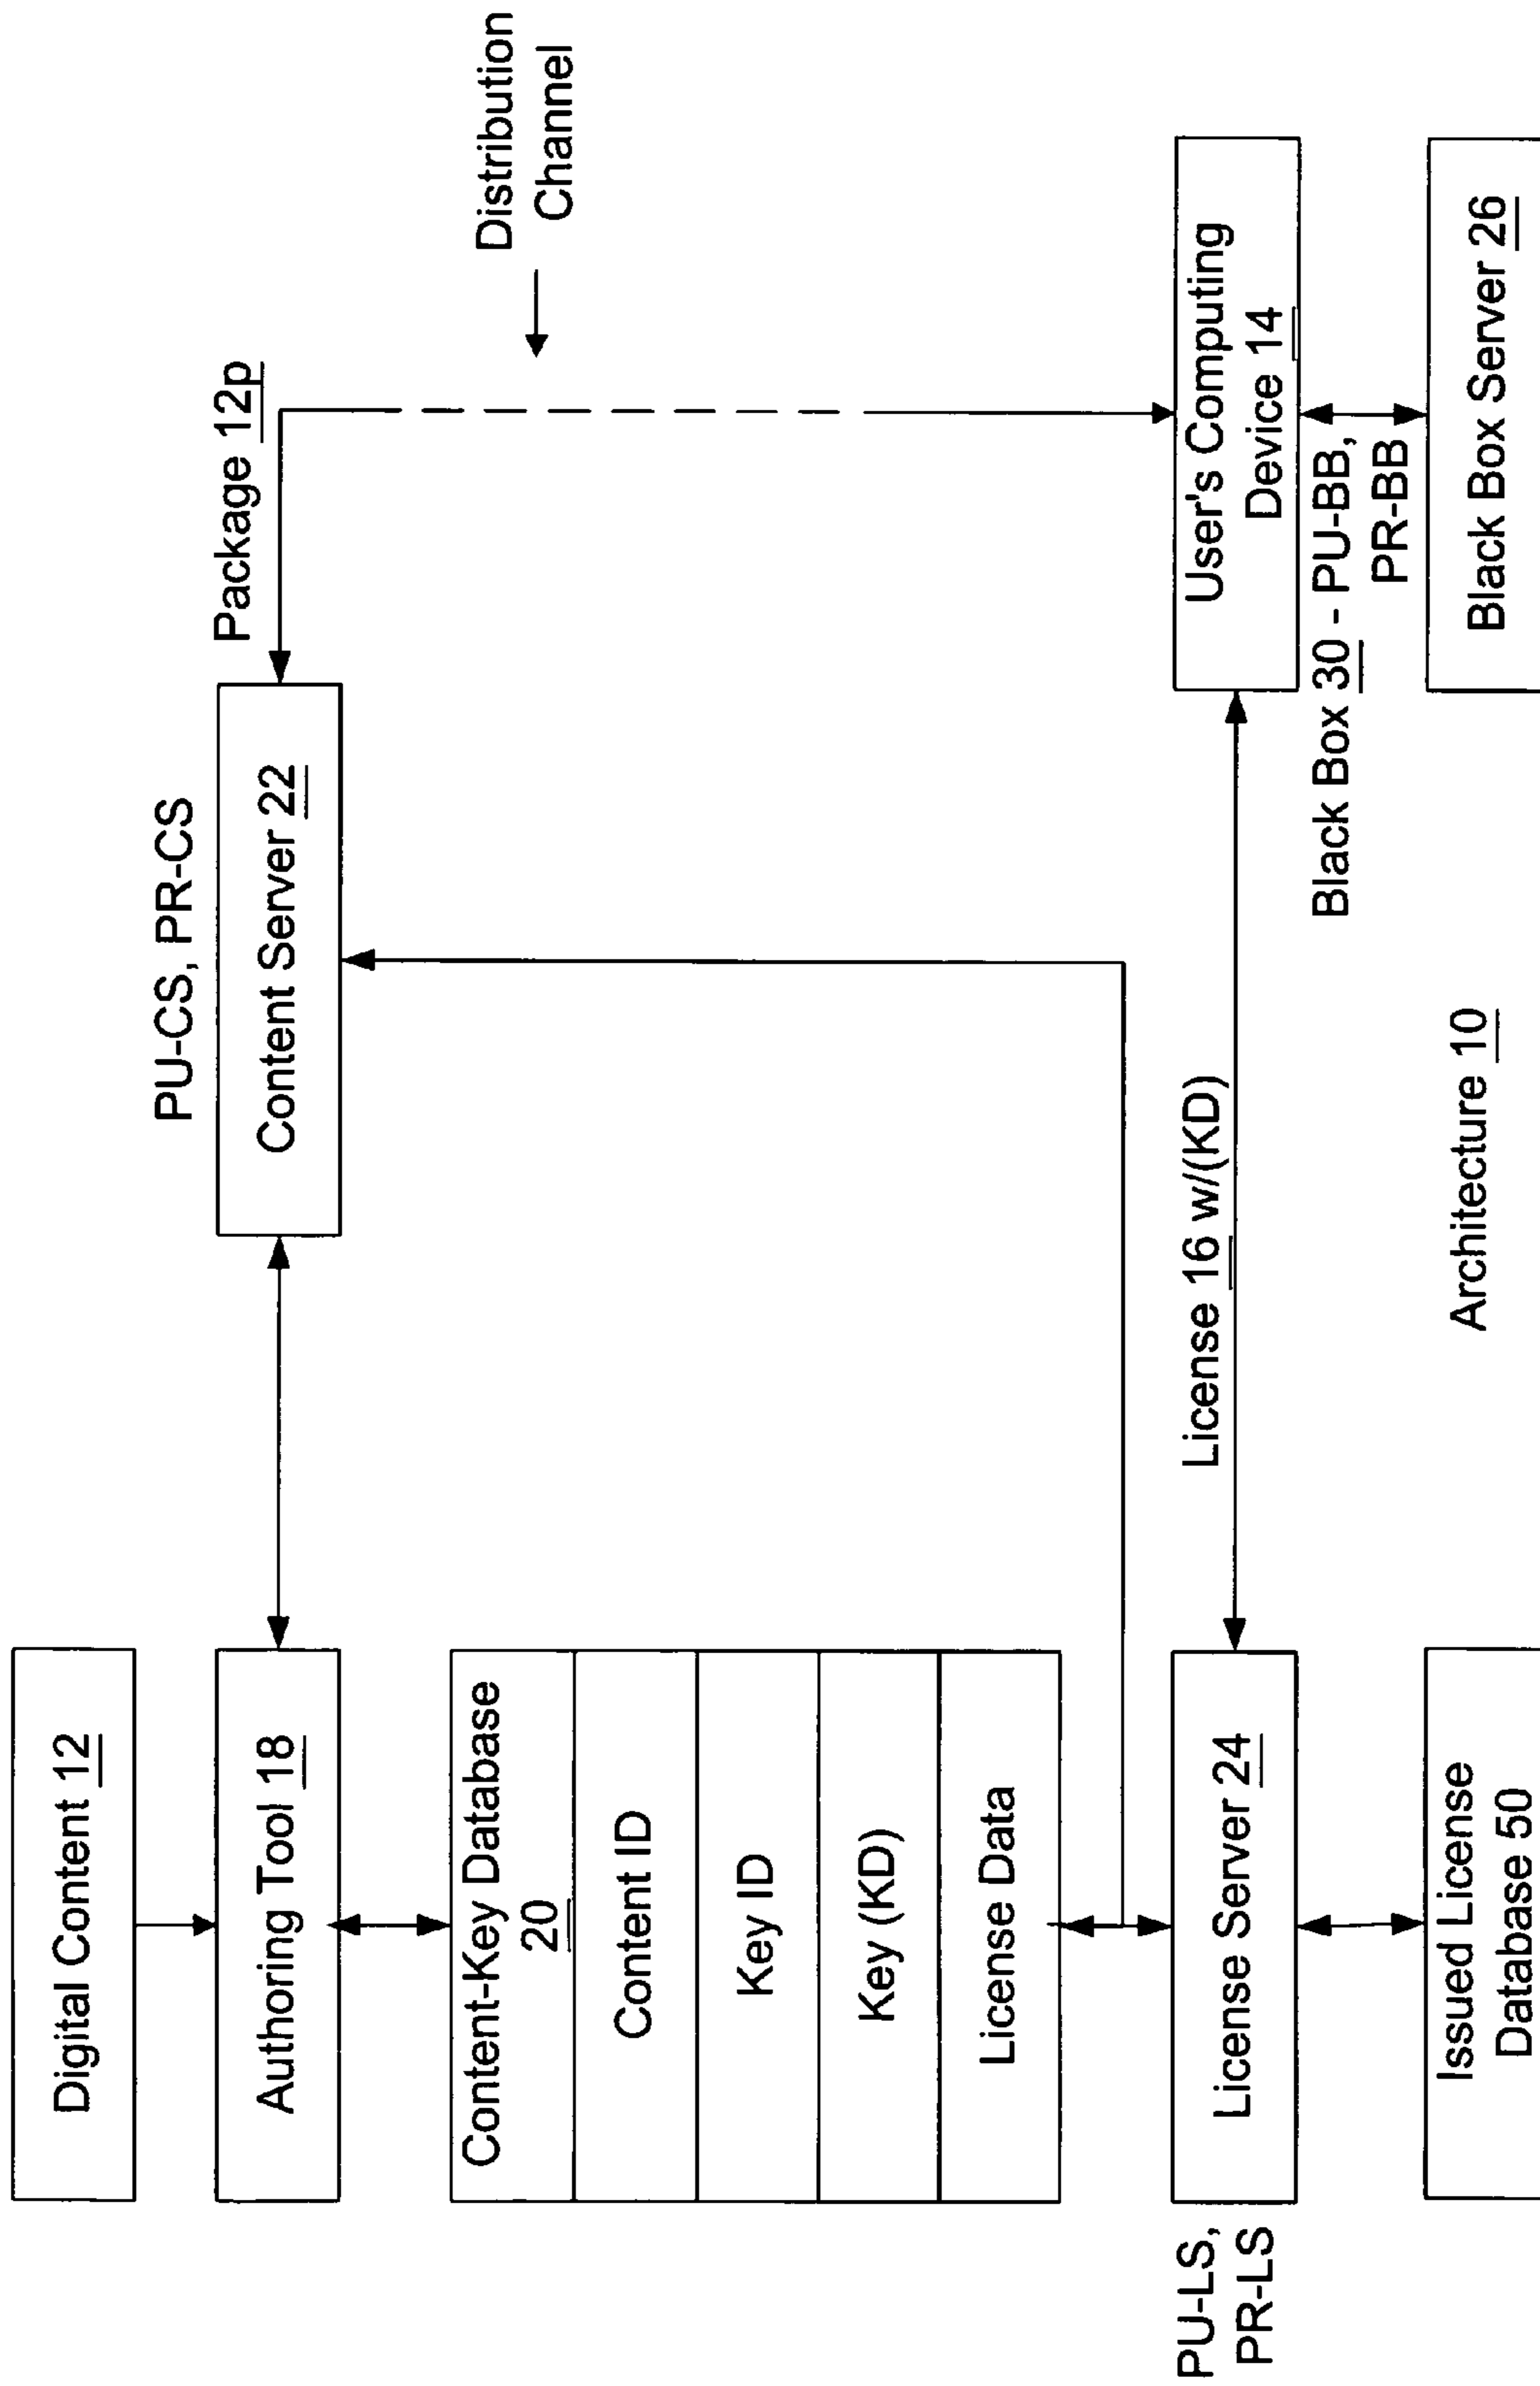 Digital Content 12
Authoring Tool 18
Content-Key Database
20
Content ID
Key ID
Key (KD)
License Data
PU-LS,
PR-LS
License Server 24
Issued License
Database 50
PU-CS, PR-CS
Content Server 22
Package 12p
Distribution
Channel
License 16 w/(KD)
User's Computing
Device 14
Black Box 30 - PU-BB,
PR-BB
Black Box Server 26
Architecture 10